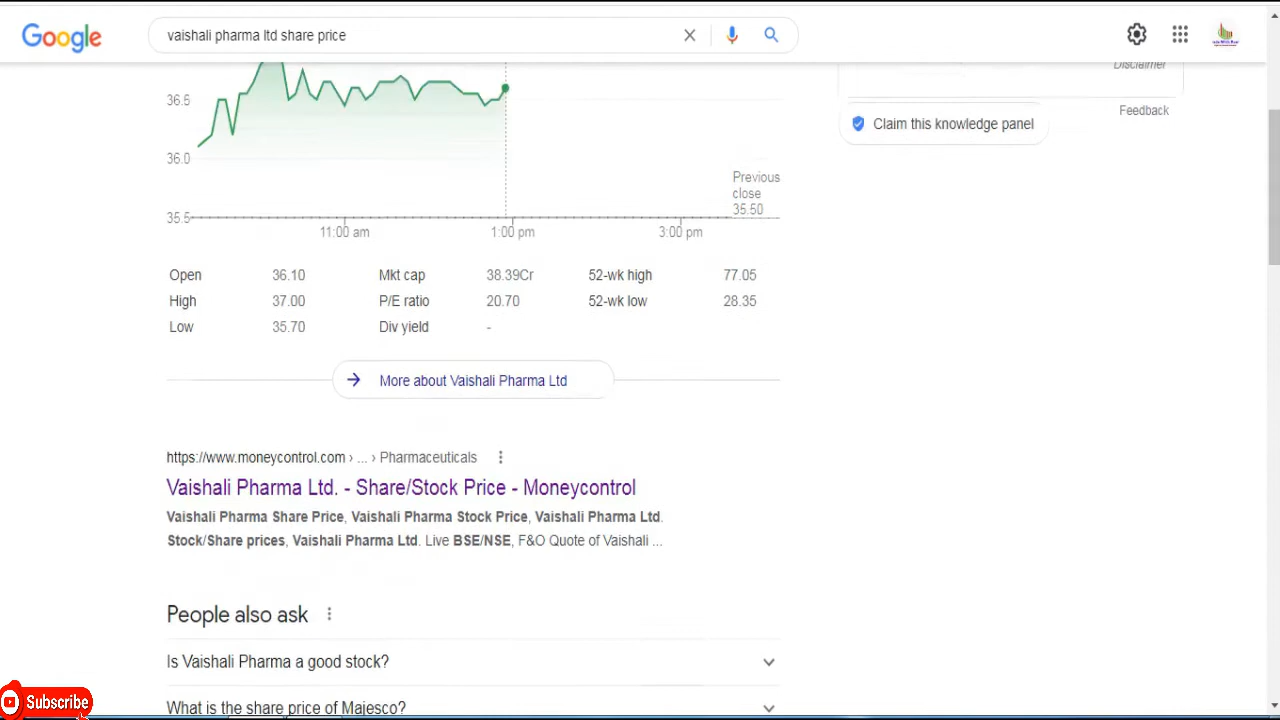 Google
vaishali pharma ltd share price
Disclaimer
Feedback
Claim this knowledge panel
36.5
36.0
35.5
Previous
close
35.50
11:00 am 1:00 pm 3:00 pm
Open 36.10 Mkt cap 38.39Cr 52-wk high 77.05
High 37.00 P/E ratio 20.70 52-wk low 28.35
Low 35.70 Div yield -
More about Vaishali Pharma Ltd
https://www.moneycontrol.com › ... › Pharmaceuticals
Vaishali Pharma Ltd. - Share/Stock Price - Moneycontrol
Vaishali Pharma Share Price, Vaishali Pharma Stock Price, Vaishali Pharma Ltd.
Stock/Share prices, Vaishali Pharma Ltd. Live BSE/NSE, F&O Quote of Vaishali ...
People also ask
Is Vaishali Pharma a good stock?
What is the share price of Majesco?
Subscribe